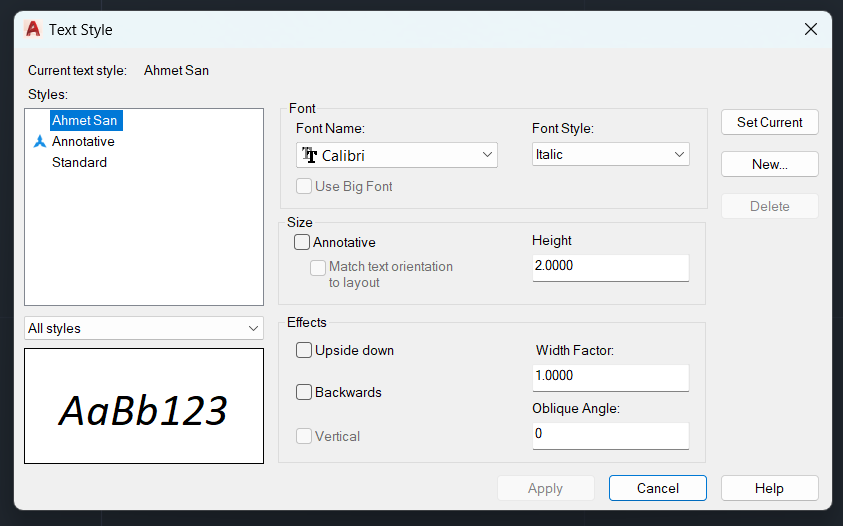 Text Style
Current text style: Ahmet San
Styles:
Ahmet San
Annotative
Standard
All styles
AaBb123
Font
Font Name:
Calibri
Use Big Font
Font Style:
Italic
Size
Annotative
Match text orientation
to layout
Height
2.0000
Effects
Upside down
Backwards
Vertical
Width Factor:
1.0000
Oblique Angle:
0
Set Current
New...
Delete
Apply
Cancel
Help